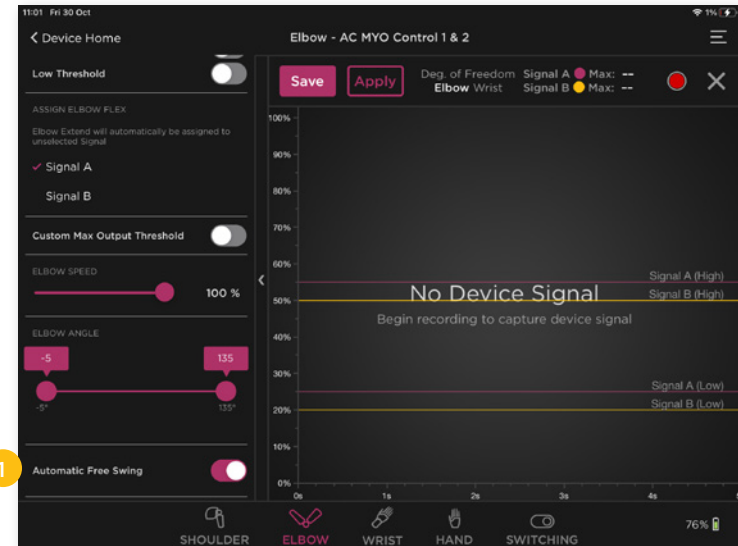 11:01 Fri 30 Oct
1%
Device Home
Elbow - AC MYO Control 1 & 2
Low Threshold
ASSIGN ELBOW FLEX
Elbow Extend will automatically be assigned to
unselected Signal
Signal A
Signal B
Custom Max Output Threshold
ELBOW SPEED
100 %
ELBOW ANGLE
-5
135
-5°
135°
1
Automatic Free Swing
Save
Apply
Deg. of Freedom
Elbow Wrist
Signal A Max: --
Signal B Max: --
100%
90%
80%
70%
60%
50%
40%
30%
20%
10%
0%
Signal A (High)
Signal B (High)
No Device Signal
Begin recording to capture device signal
Signal A (Low)
Signal B (Low)
0s
1s
2s
3s
4s
SHOULDER
ELBOW
WRIST
HAND
SWITCHING
76%